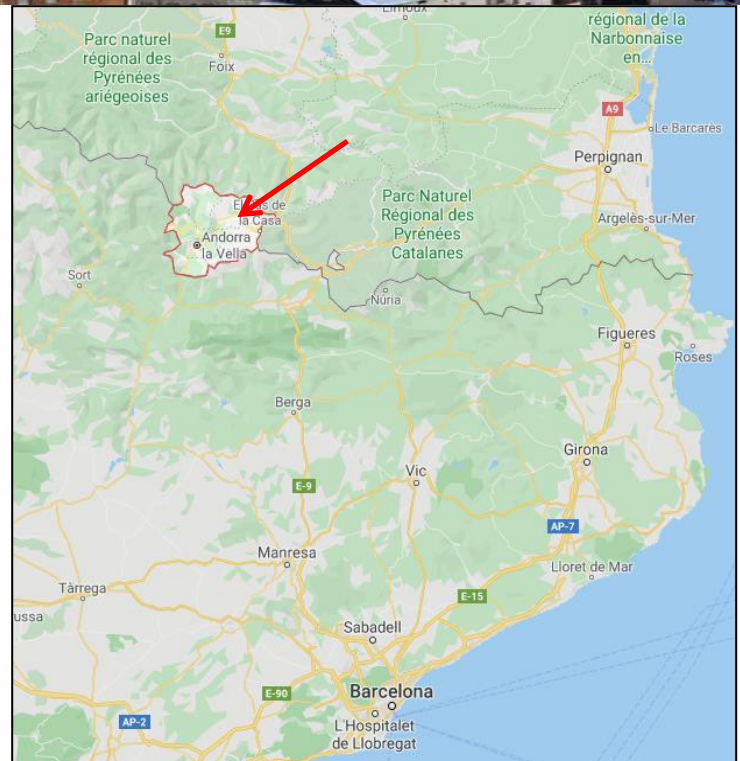 Limoux
régional de la
Narbonnaise
en...
E9
Parc naturel
régional des
Pyrénées
ariégeoises
Foix
A9
Le Barcarès
Perpignan
Parc Naturel
Régional des
Pyrénées
Catalanes
Argelès-sur-Mer
de
la Casa
Andorra
la Vella
Sort
Núria
Figueres
Roses
Berga
Girona
Vic
E-9
AP-7
Manresa
Lloret de Mar
Tàrrega
E-15
ussa
Sabadell
E-90
Barcelona
AP-2
L'Hospitalet
de Llobregat